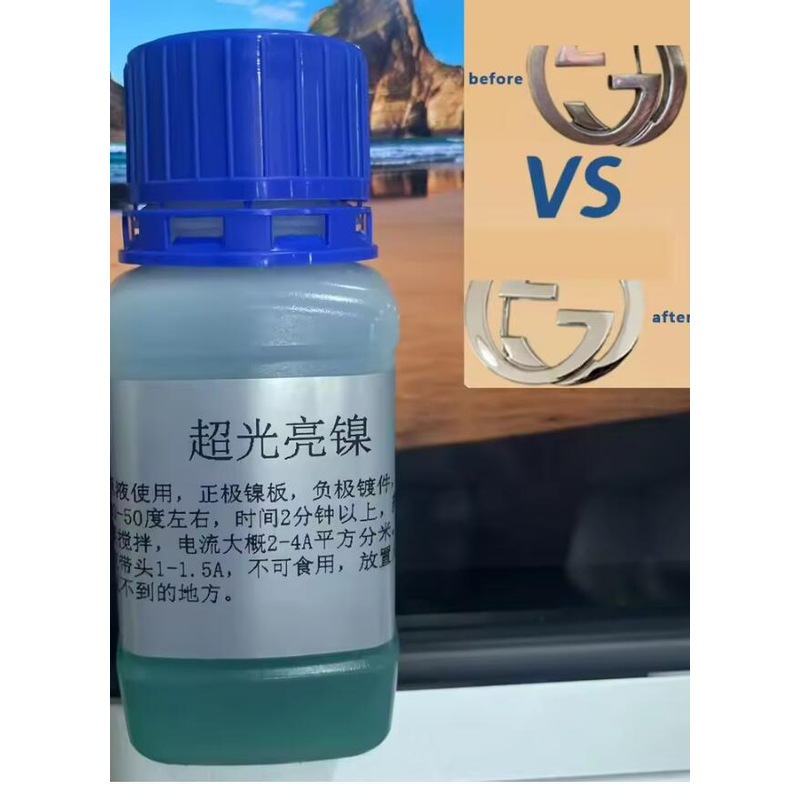 before
VS
after
超光亮镍
液使用，正极镍板，负极镀件，
-50度左右，时间2分钟以上，
搅拌，电流大概2-4A平方分米，
带头1-1.5A，不可食用，放置
不到的地方。